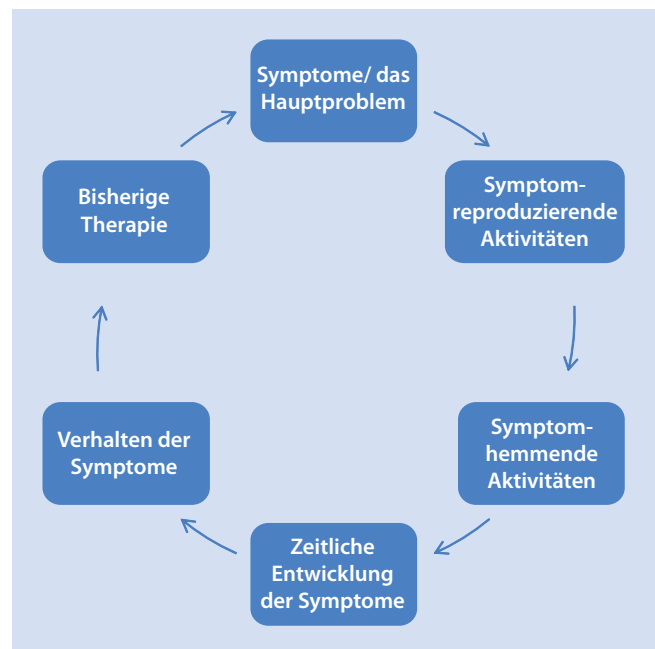 Symptome/ das
Hauptproblem
Symptom-
reproduzierende
Aktivitäten
Symptom-
hemmende
Aktivitäten
Zeitliche
Entwicklung
der Symptome
Verhalten der
Symptome
Bisherige
Therapie